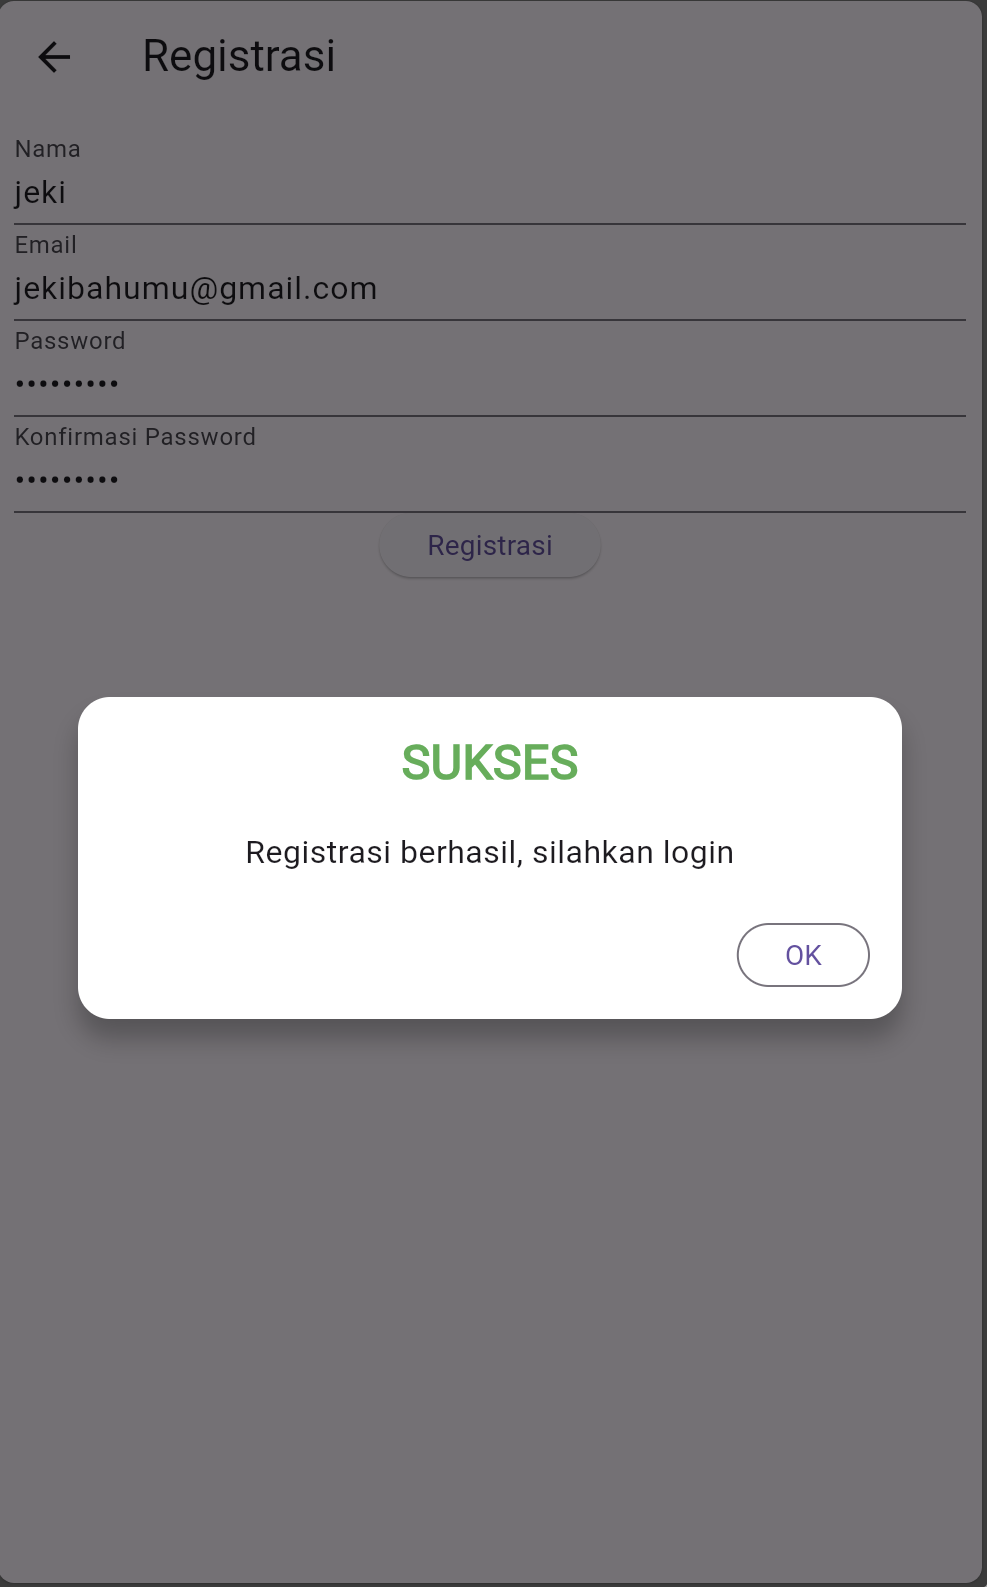 Registrasi
Nama
jeki
Email
jekibahumu@gmail.com
Password
•••••••••
Konfirmasi Password
•••••••••
Registrasi
SUKSES
Registrasi berhasil, silahkan login
OK